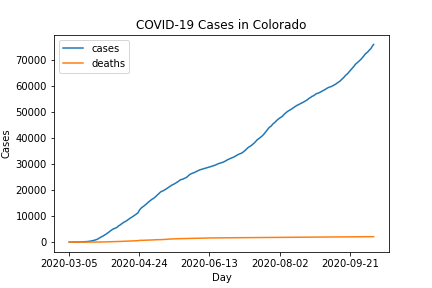 COVID-19 Cases in Colorado
cases
deaths
70000
60000
50000
40000
30000
20000
10000
0
Cases
2020-03-05 2020-04-24 2020-06-13 2020-08-02 2020-09-21
Day